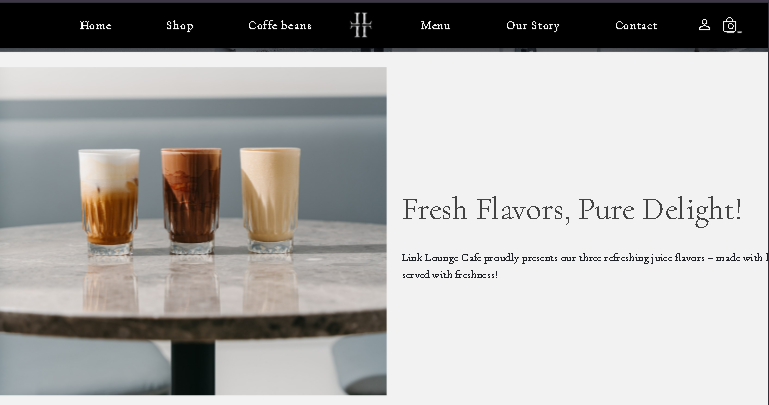 Home Shop Coffe beans Menu Our Story Contact
Fresh Flavors, Pure Delight!
Link Lounge Cafe proudly presents our three refreshing juice flavors – made with
served with freshness!